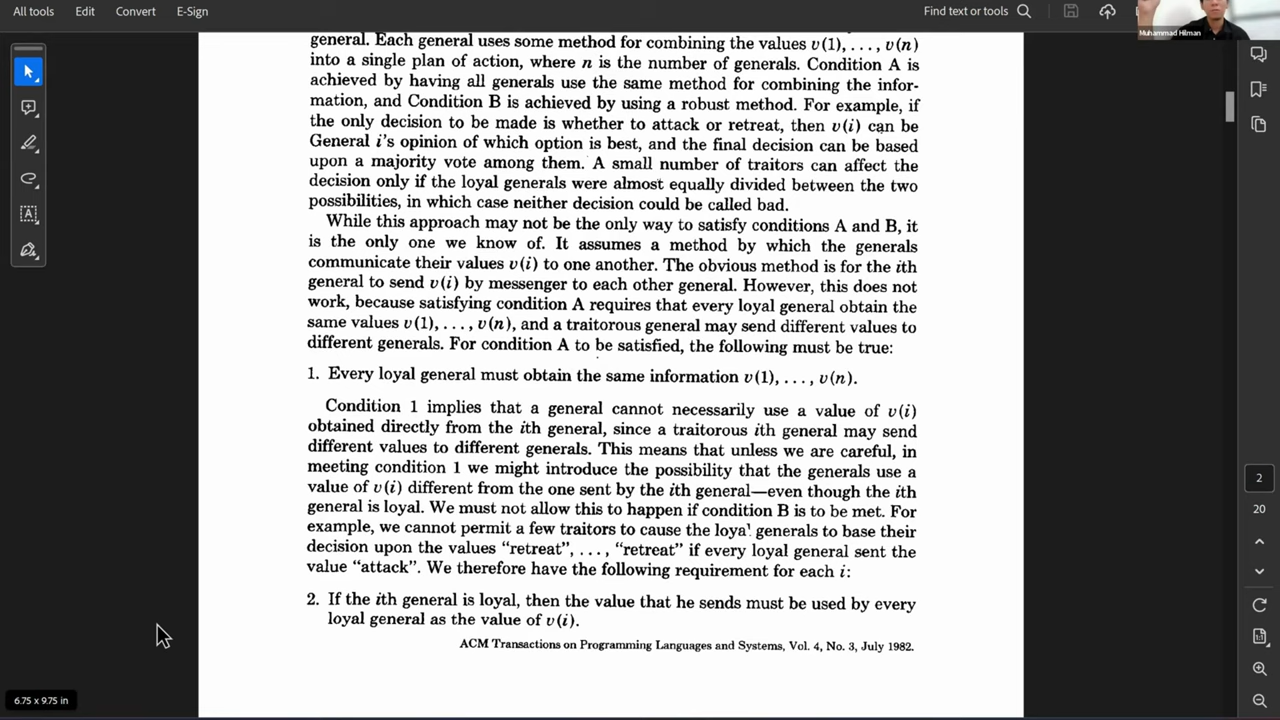 All tools Edit Convert E-Sign Find text or tools
Muhammad Hilman
general. Each general uses some method for combining the values v(1), . . . , v(n)
into a single plan of action, where n is the number of generals. Condition A is
achieved by having all generals use the same method for combining the infor-
mation, and Condition B is achieved by using a robust method. For example, if
the only decision to be made is whether to attack or retreat, then v(i) can be
General i's opinion of which option is best, and the final decision can be based
upon a majority vote among them. A small number of traitors can affect the
decision only if the loyal generals were almost equally divided between the two
possibilities, in which case neither decision could be called bad.
While this approach may not be the only way to satisfy conditions A and B, it
is the only one we know of. It assumes a method by which the generals
communicate their values v(i) to one another. The obvious method is for the ith
general to send v(i) by messenger to each other general. However, this does not
work, because satisfying condition A requires that every loyal general obtain the
same values v(1), . . . , v(n), and a traitorous general may send different values to
different generals. For condition A to be satisfied, the following must be true:
1. Every loyal general must obtain the same information v(1), . . . , v(n).
Condition 1 implies that a general cannot necessarily use a value of v(i)
obtained directly from the ith general, since a traitorous ith general may send
different values to different generals. This means that unless we are careful, in
meeting condition 1 we might introduce the possibility that the generals use a
value of v(i) different from the one sent by the ith general—even though the ith
general is loyal. We must not allow this to happen if condition B is to be met. For
example, we cannot permit a few traitors to cause the loyal generals to base their
decision upon the values “retreat”, . . . , “retreat” if every loyal general sent the
value “attack”. We therefore have the following requirement for each i:
2. If the ith general is loyal, then the value that he sends must be used by every
loyal general as the value of v(i).
ACM Transactions on Programming Languages and Systems, Vol. 4, No. 3, July 1982.
2
20
6.75 x 9.75 in